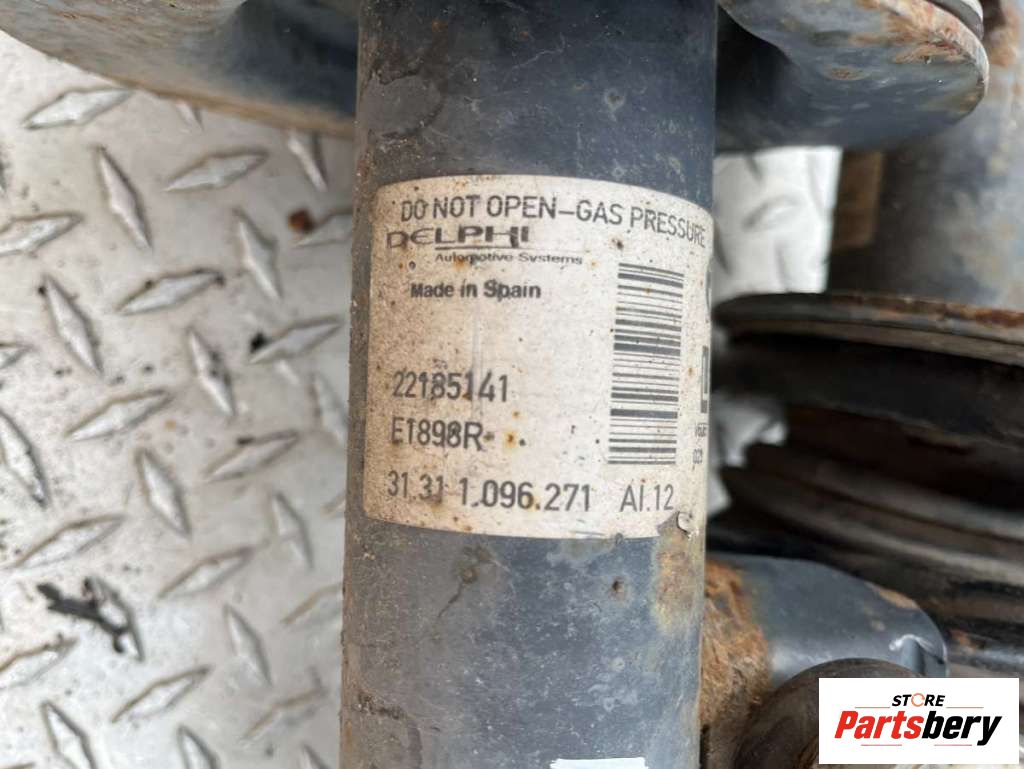 DO NOT OPEN-GAS PRESSURE
DELPHI
Automotive Systems
Made in Spain
22185141
E1898R
31.31 1.096.271 AI.12
STORE
Partsbery